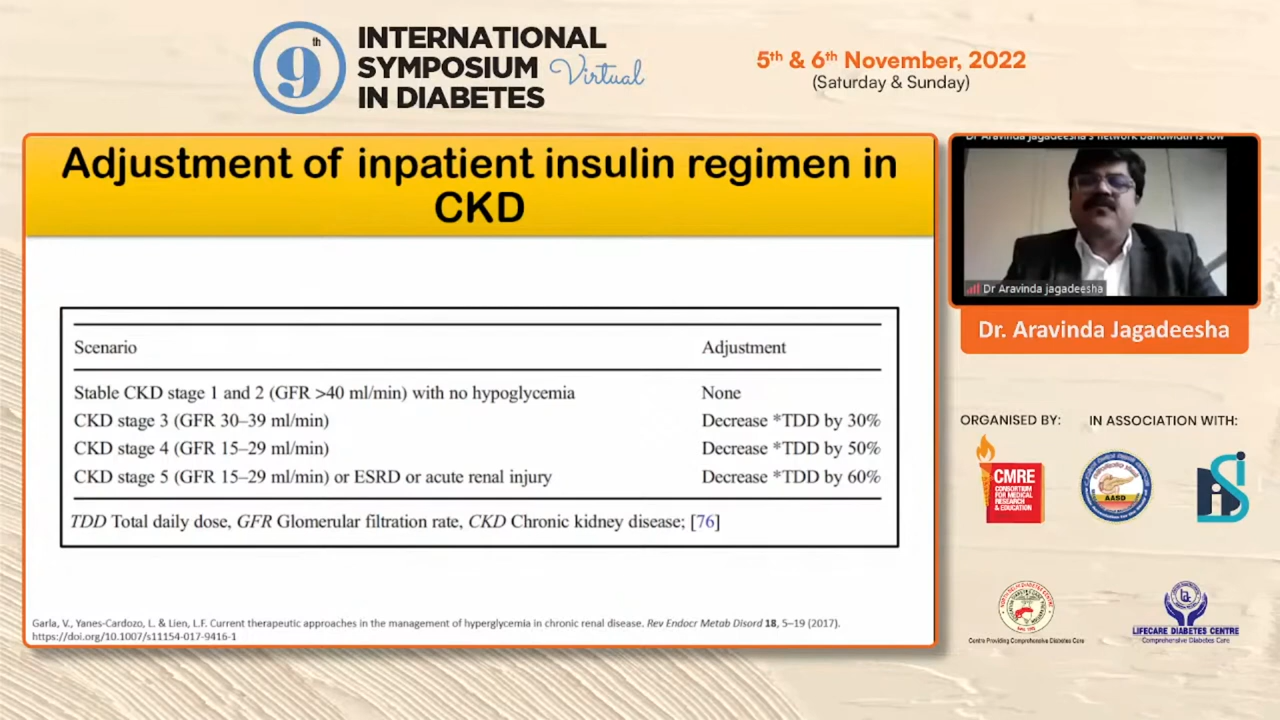 9th
INTERNATIONAL
SYMPOSIUM Virtual
IN DIABETES
5th & 6th November, 2022
(Saturday & Sunday)
Adjustment of inpatient insulin regimen in
CKD
Scenario Adjustment
Stable CKD stage 1 and 2 (GFR >40 ml/min) with no hypoglycemia None
CKD stage 3 (GFR 30–39 ml/min) Decrease *TDD by 30%
CKD stage 4 (GFR 15–29 ml/min) Decrease *TDD by 50%
CKD stage 5 (GFR 15–29 ml/min) or ESRD or acute renal injury Decrease *TDD by 60%
TDD Total daily dose, GFR Glomerular filtration rate, CKD Chronic kidney disease; [76]
Garla, V., Yanes-Cardozo, L. & Lien, L.F. Current therapeutic approaches in the management of hyperglycemia in chronic renal disease. Rev Endocr Metab Disord 18, 5–19 (2017).
https://doi.org/10.1007/s11154-017-9416-1
Dr Aravinda jagadeesha's network bandwidth is low
Dr Aravinda jagadeesha
Dr. Aravinda Jagadeesha
ORGANISED BY: IN ASSOCIATION WITH:
CMRE
CONSORTIUM
FOR MEDICAL
RESEARCH
& EDUCATION
AASD
Centre Providing Comprehensive Diabetes Care
LIFECARE DIABETES CENTRE
Comprehensive Diabetes Care